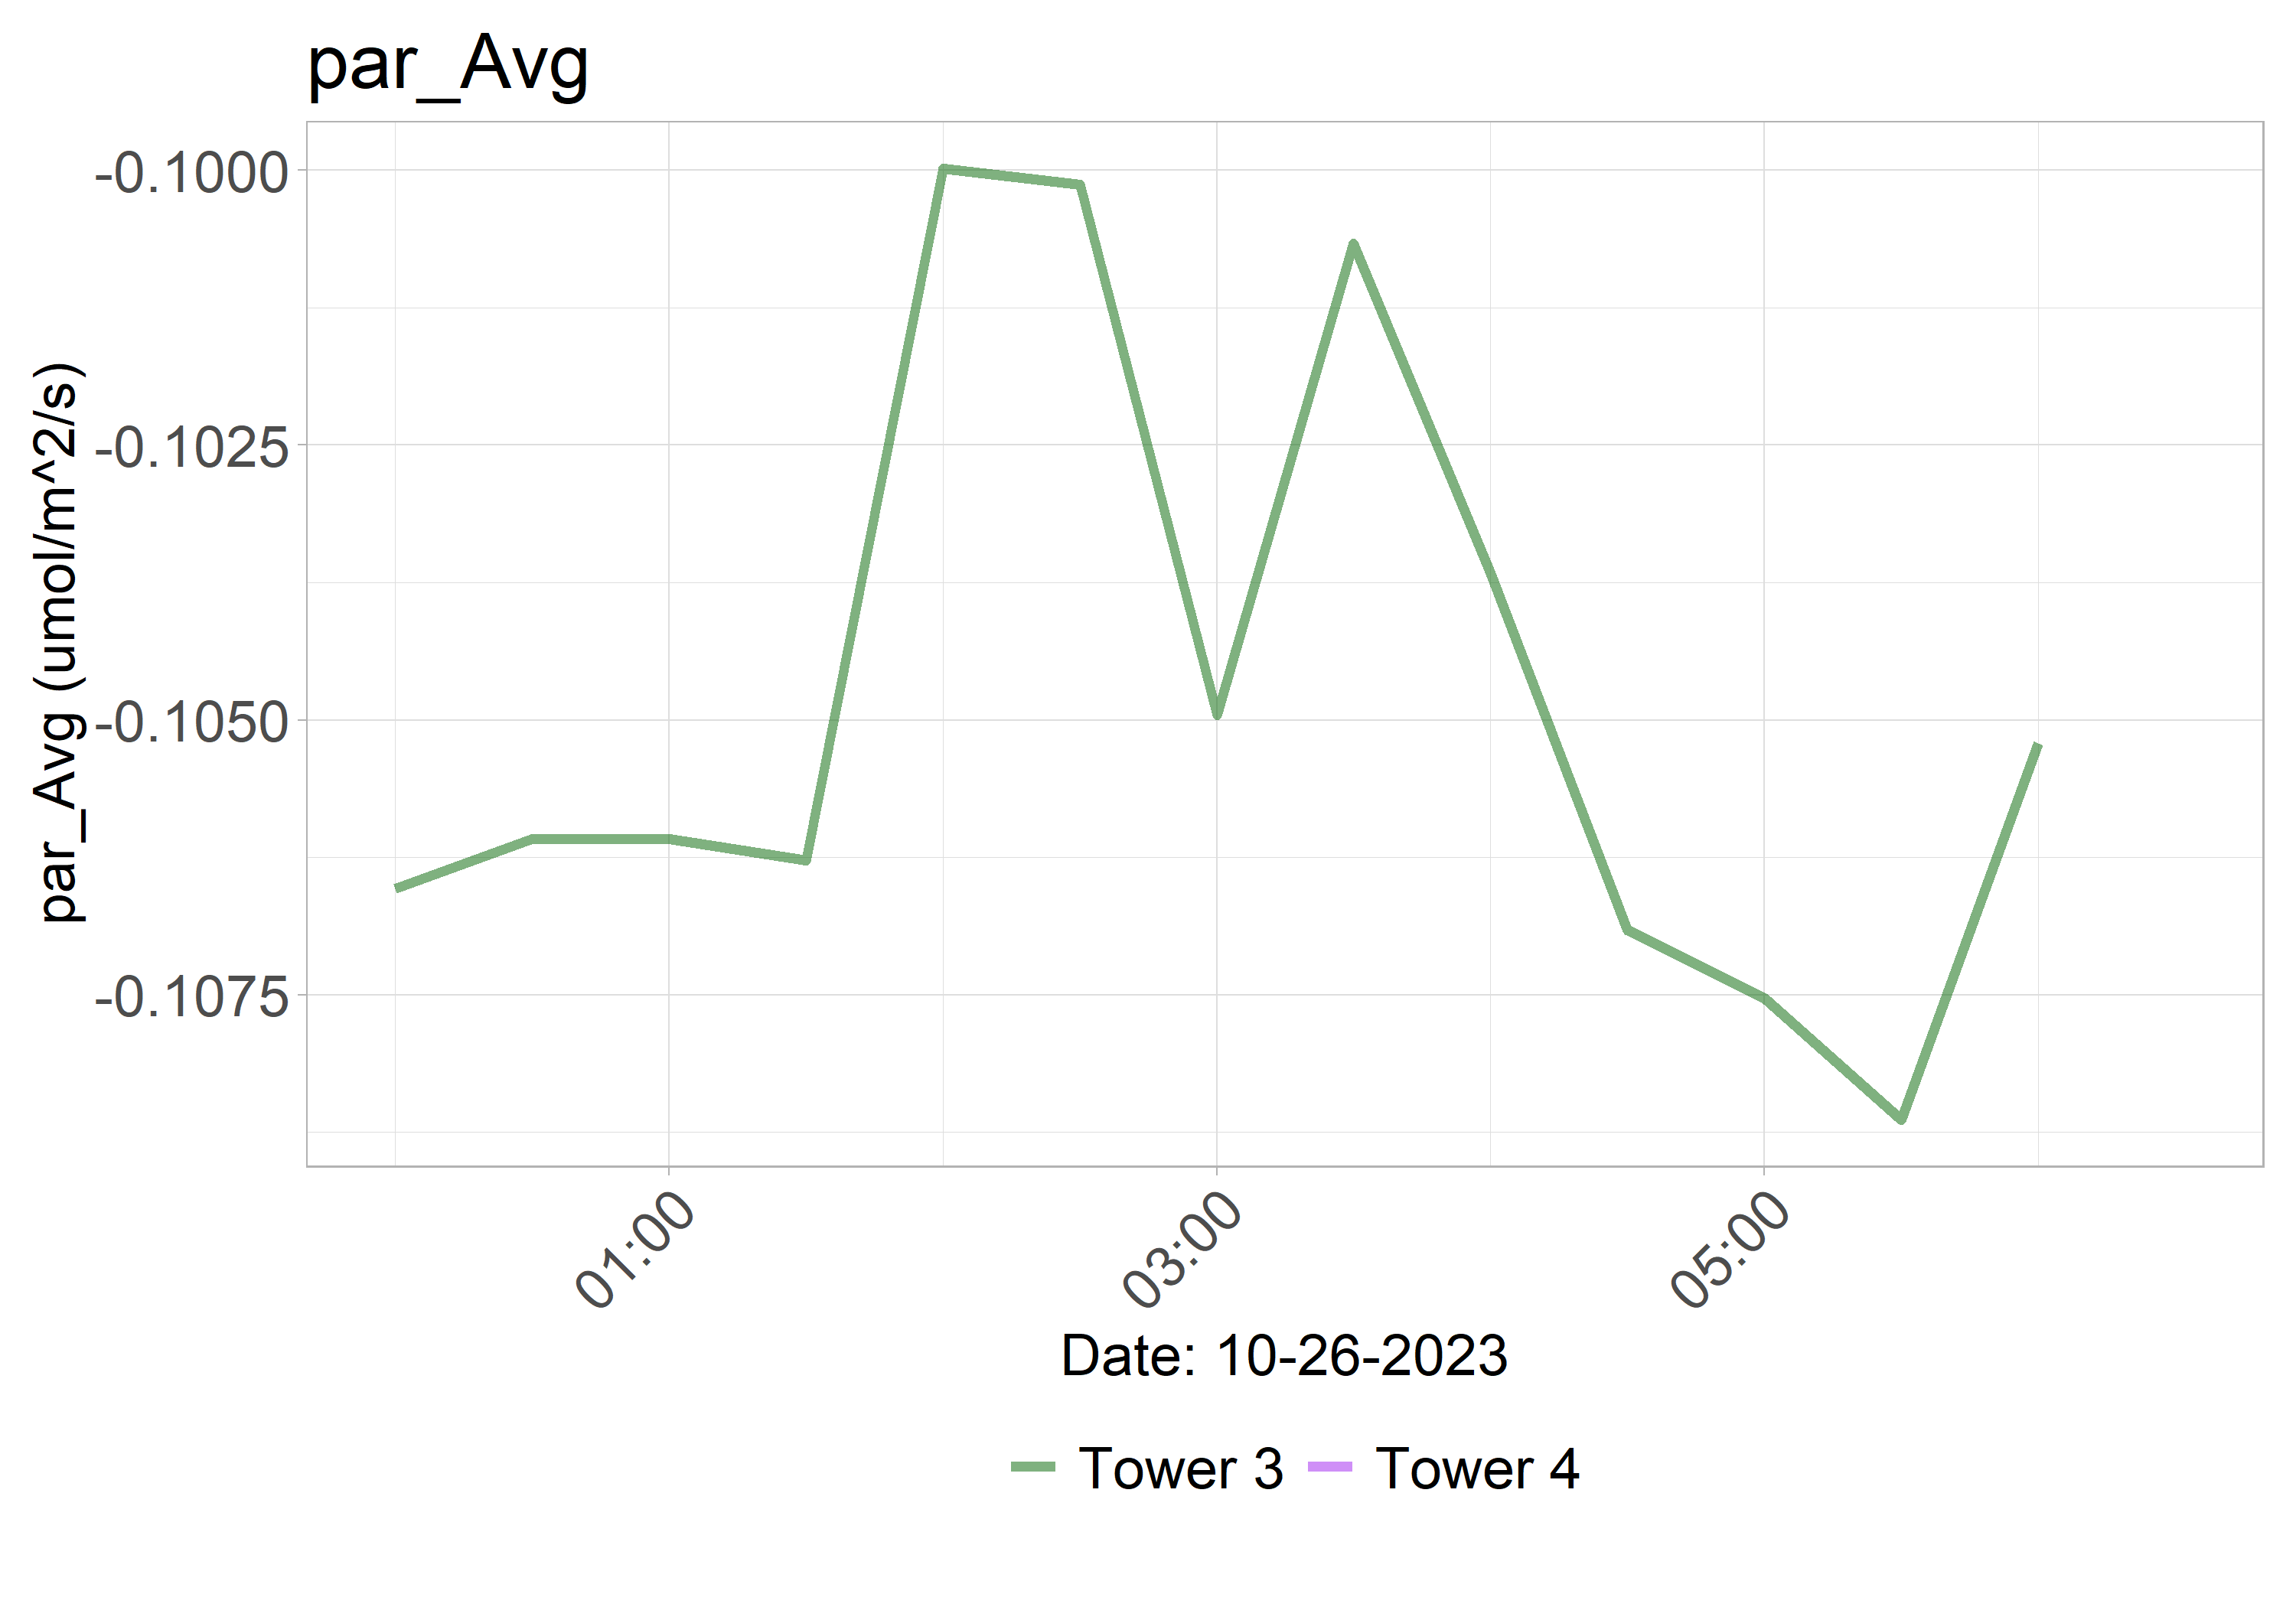 par_Avg
par_Avg (umol/m^2/s)
-0.1000
-0.1025
-0.1050
-0.1075
01:00
03:00
05:00
Date: 10-26-2023
Tower 3
Tower 4